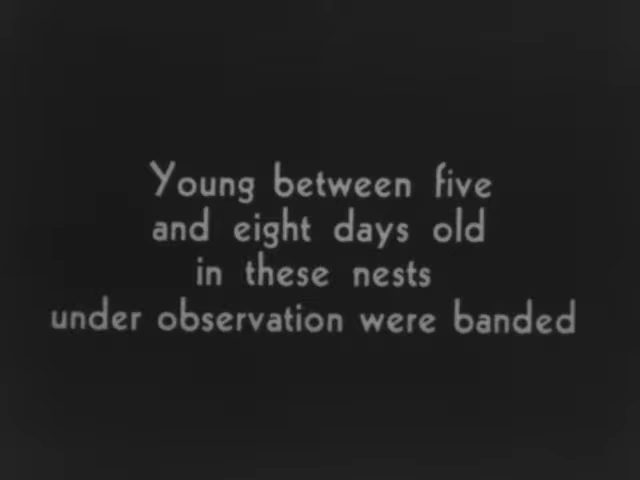 Young between five
and eight days old
in these nests
under observation were banded